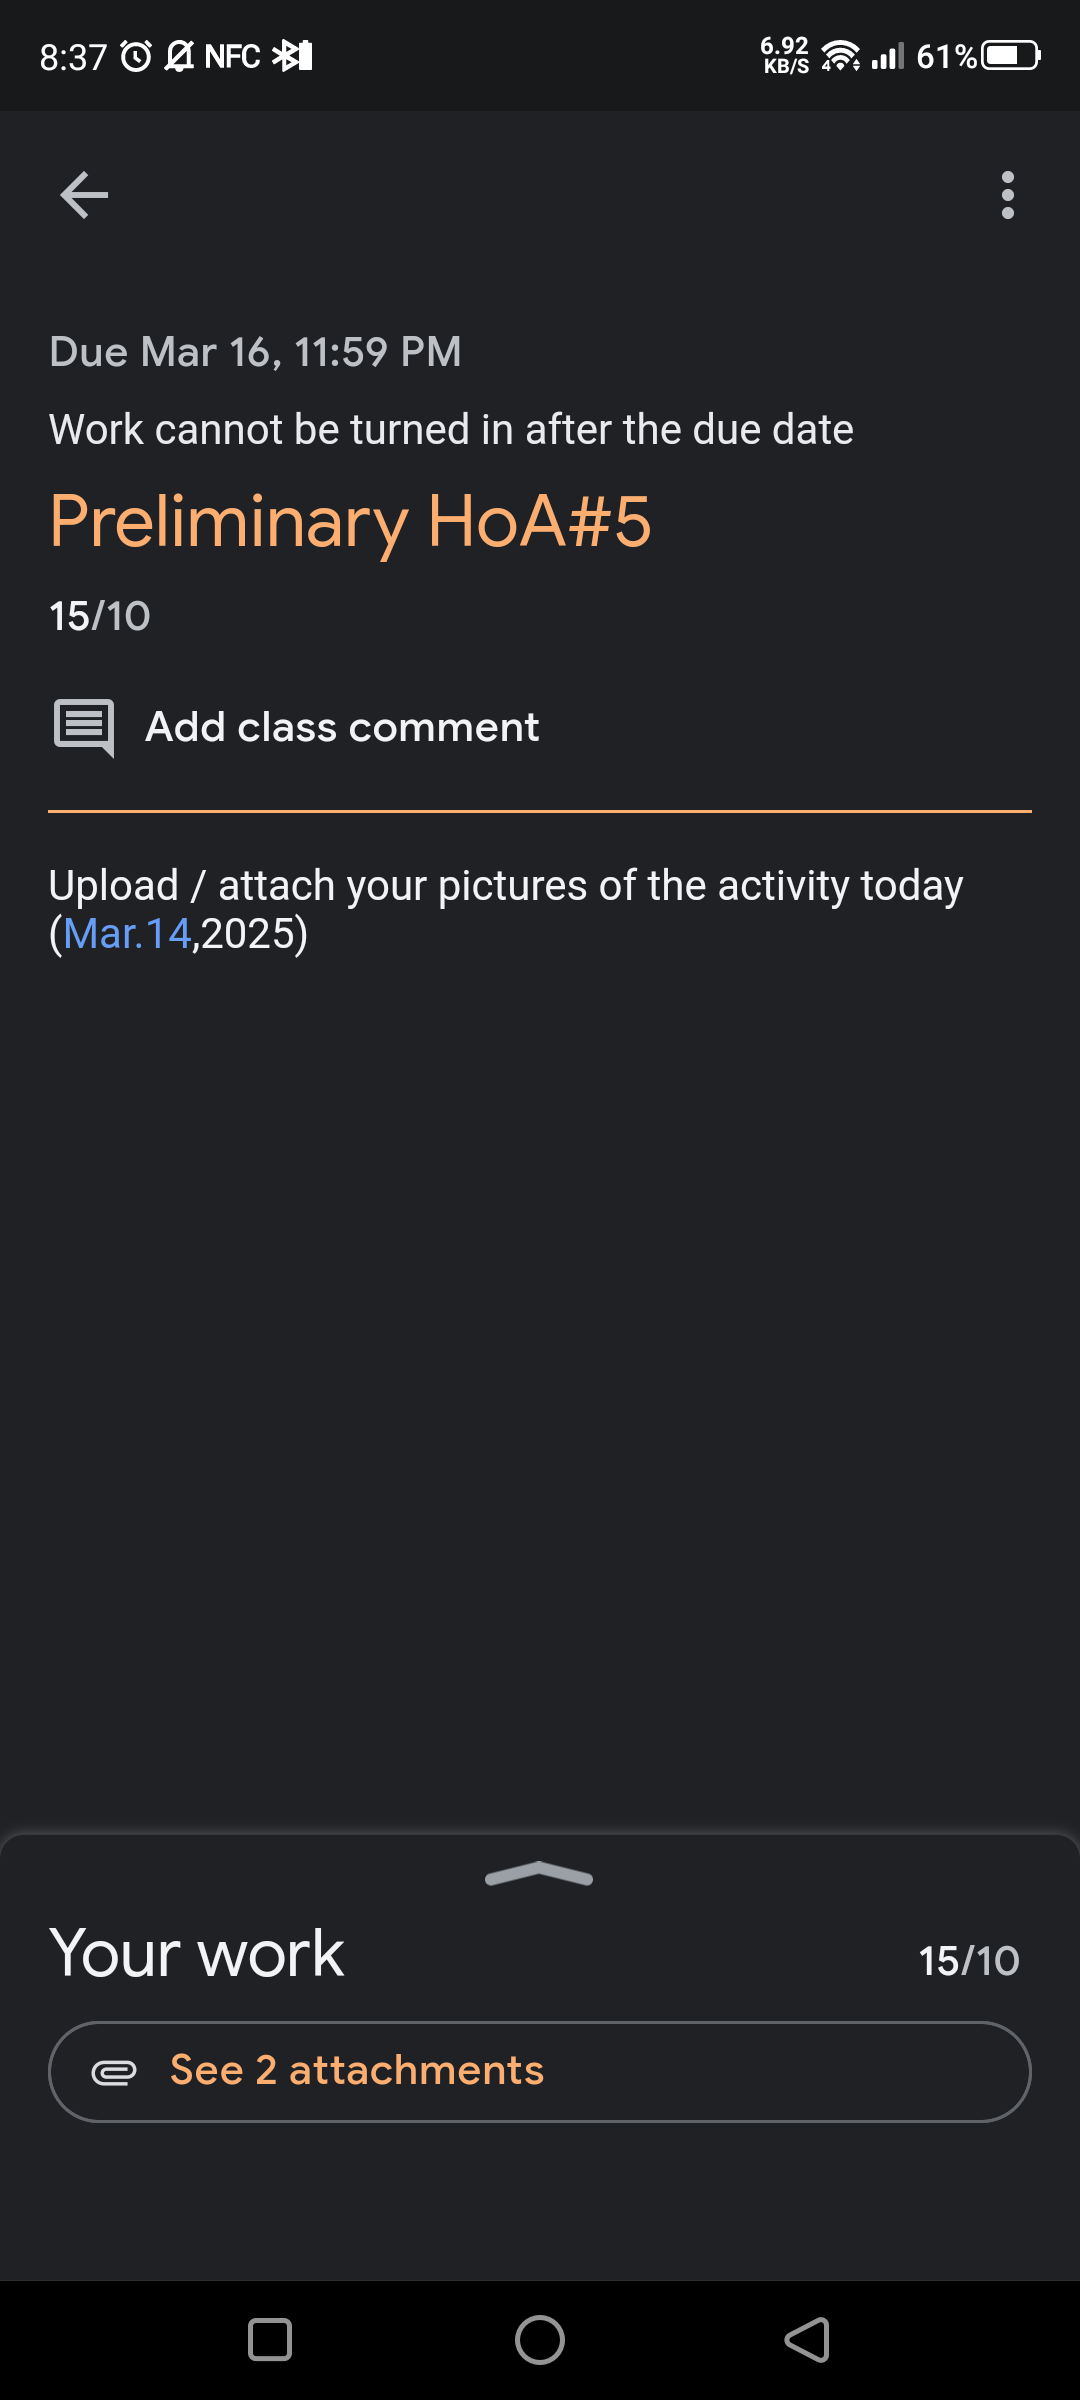 8:37 NFC 6.92 KB/S 4 61%
Due Mar 16, 11:59 PM
Work cannot be turned in after the due date
Preliminary HoA#5
15/10
Add class comment
Upload / attach your pictures of the activity today
(Mar.14,2025)
Your work 15/10
See 2 attachments